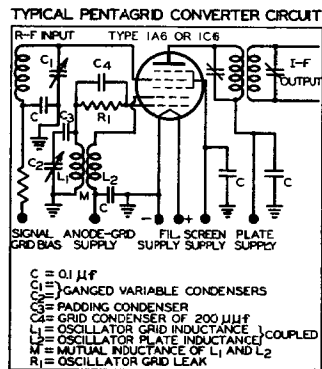 TYPICAL PENTAGRID CONVERTER CIRCUIT
R-F INPUT
TYPE 1A6 OR 1C6
C1
C4
I-F
OUTPUT
C
R1
C3
C2
L1
L2
M
C
C
C
- +
SIGNAL ANODE-GRID FIL. SCREEN PLATE
GRID BIAS SUPPLY SUPPLY SUPPLY SUPPLY
C = 0.1 µf
C1 =
C2 = } GANGED VARIABLE CONDENSERS
C3 = PADDING CONDENSER
C4 = GRID CONDENSER OF 200 µµf
L1 = OSCILLATOR GRID INDUCTANCE
L2 = OSCILLATOR PLATE INDUCTANCE } COUPLED
M = MUTUAL INDUCTANCE OF L1 AND L2
R1 = OSCILLATOR GRID LEAK